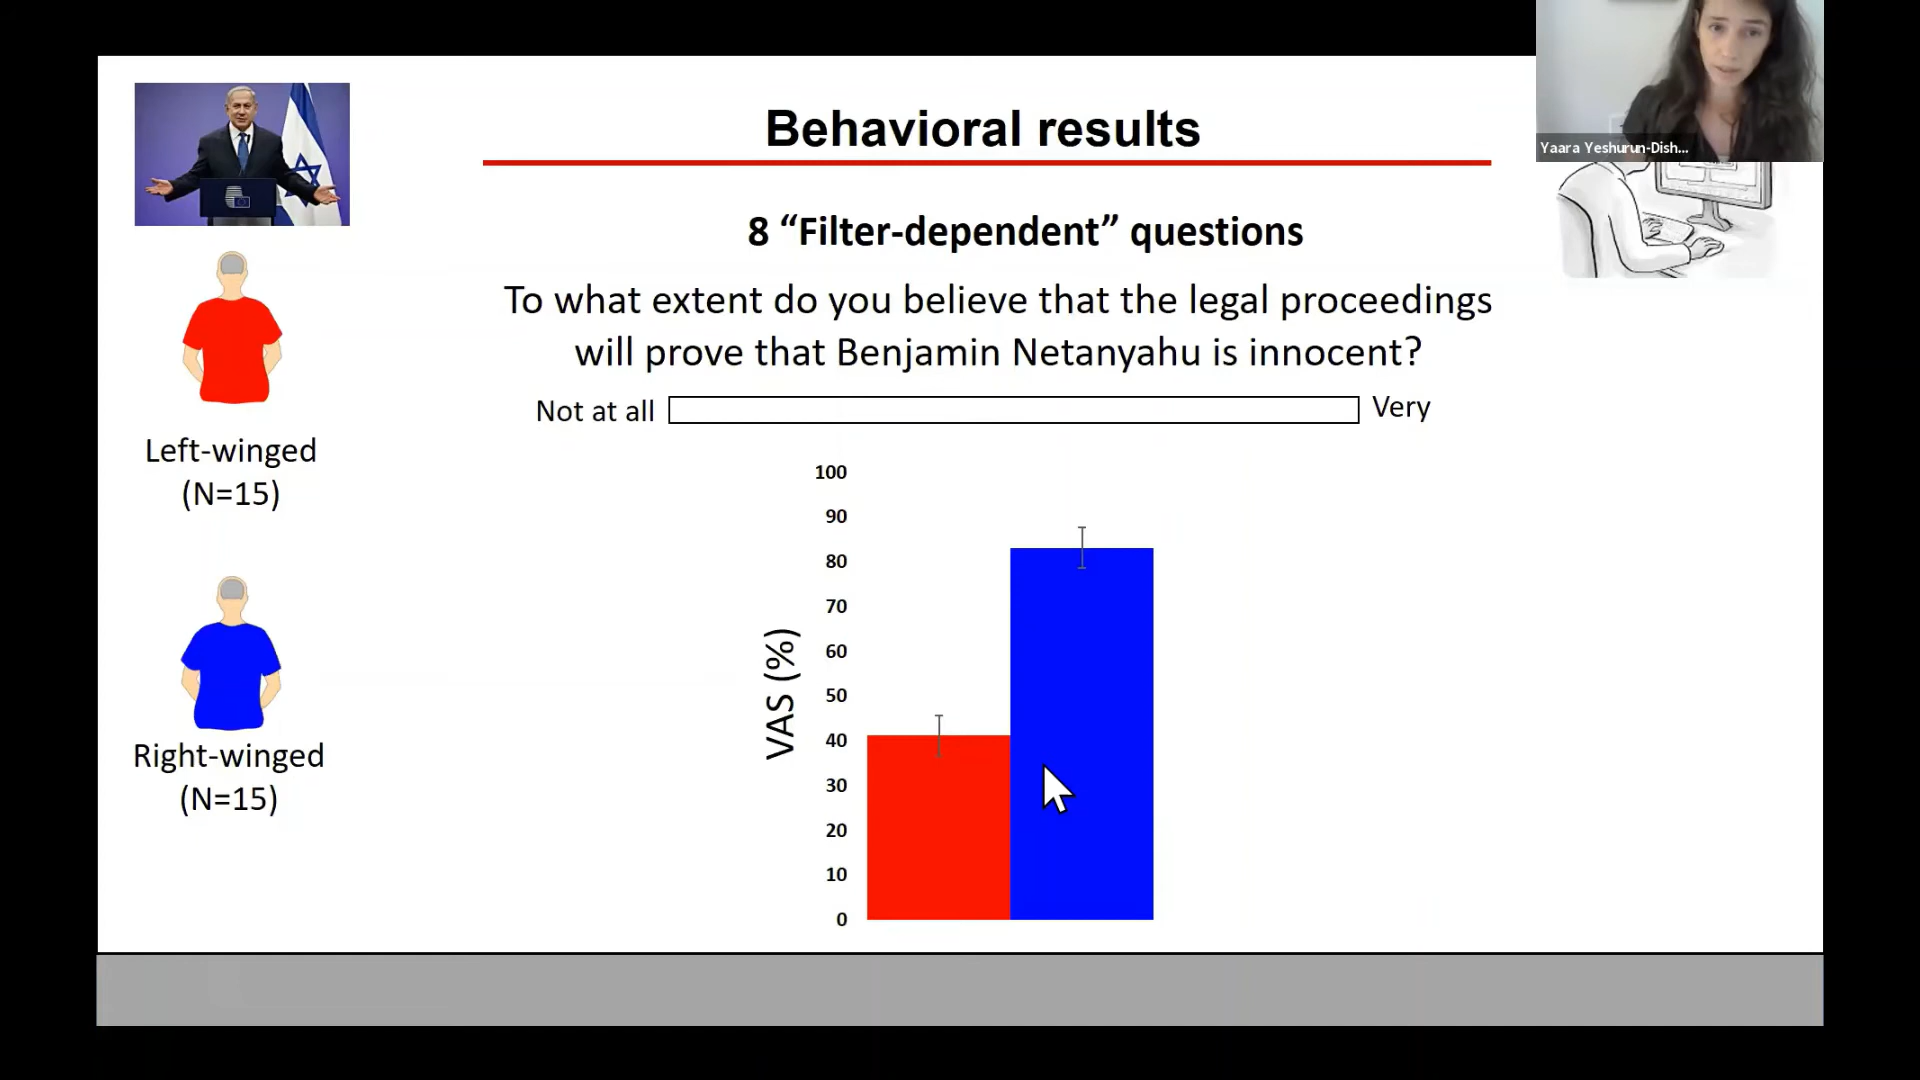 Behavioral results
Yaara Yeshurun-Dish...
8 “Filter-dependent” questions
To what extent do you believe that the legal proceedings
will prove that Benjamin Netanyahu is innocent?
Not at all
Very
Left-winged
(N=15)
Right-winged
(N=15)
VAS (%)
100
90
80
70
60
50
40
30
20
10
0